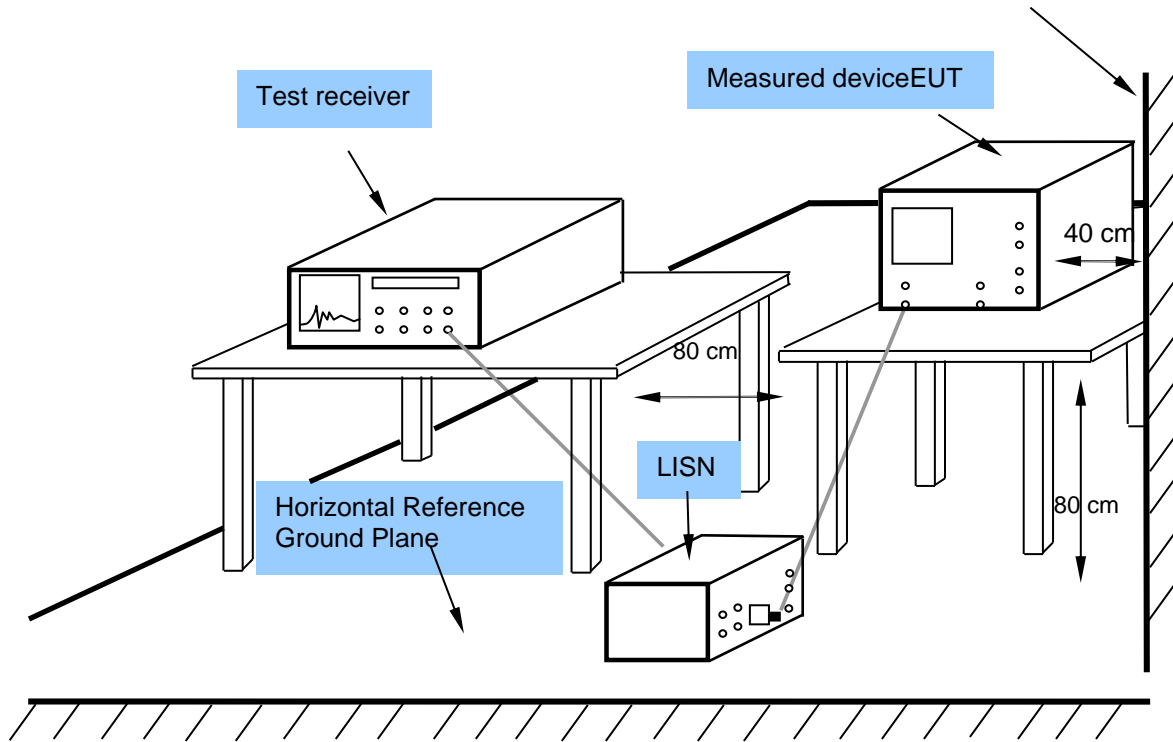 Test receiver
Measured deviceEUT
40 cm
80 cm
LISN
Horizontal Reference
Ground Plane
80 cm